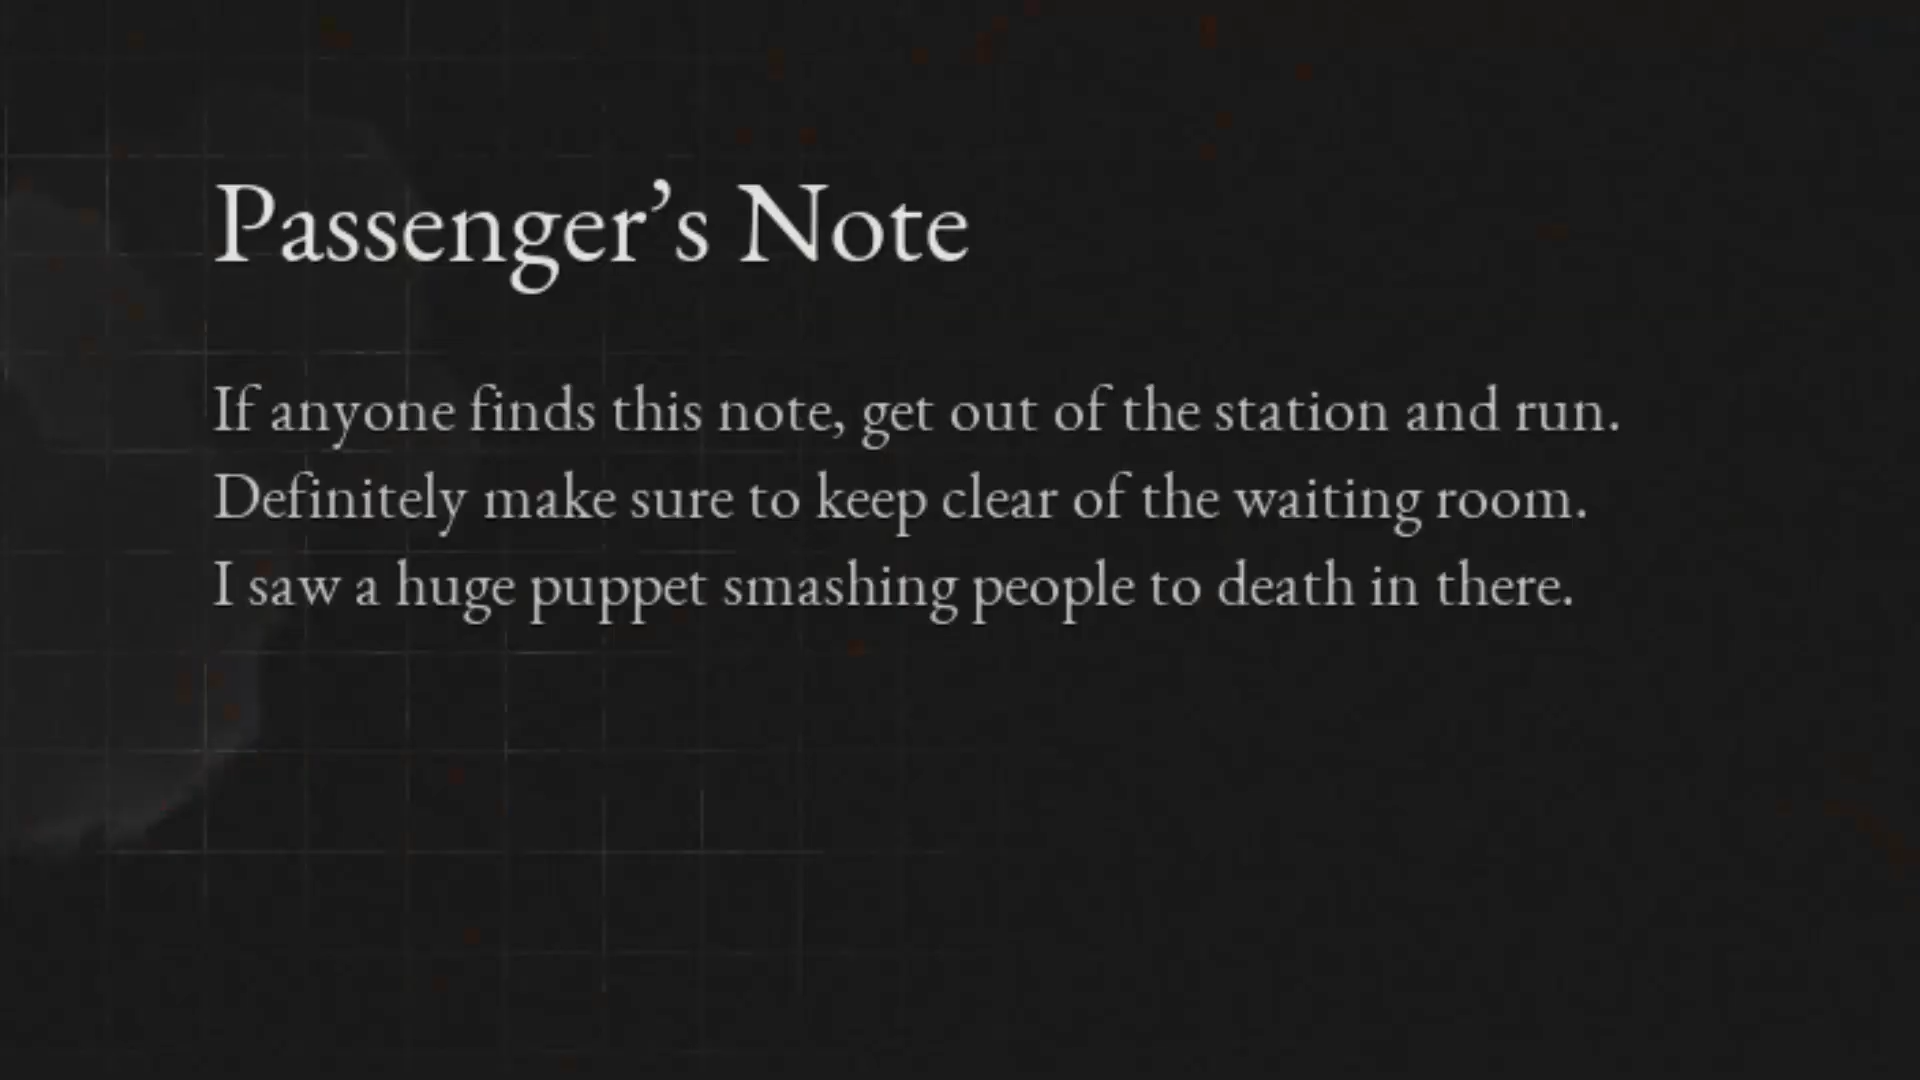 Passenger’s Note
If anyone finds this note, get out of the station and run.
Definitely make sure to keep clear of the waiting room.
I saw a huge puppet smashing people to death in there.